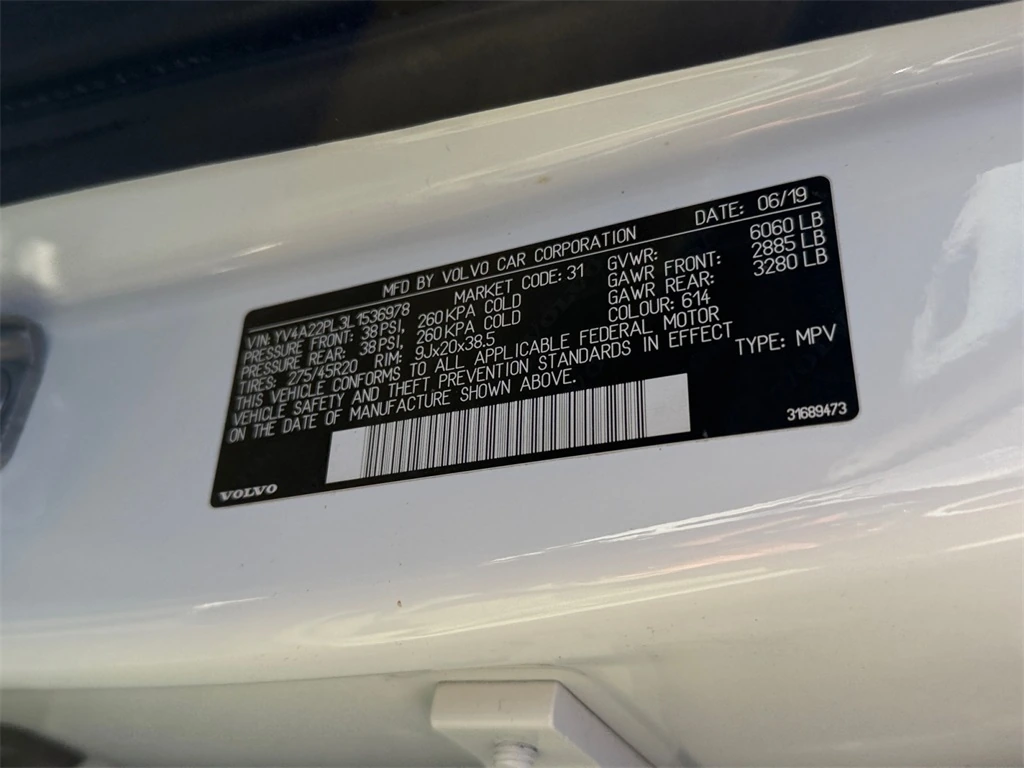 MFD BY VOLVO CAR CORPORATION DATE: 06/19
VIN: YV4A22PL3L1536978 MARKET CODE: 31 GVWR: 6060 LB
PRESSURE FRONT: 38 PSI, 260 KPA COLD GAWR FRONT: 2885 LB
PRESSURE REAR: 38 PSI, 260 KPA COLD GAWR REAR: 3280 LB
TIRES: 275/45R20 RIM: 9Jx20x38.5 COLOUR: 614
THIS VEHICLE CONFORMS TO ALL APPLICABLE FEDERAL MOTOR
VEHICLE SAFETY AND THEFT PREVENTION STANDARDS IN EFFECT
ON THE DATE OF MANUFACTURE SHOWN ABOVE. TYPE: MPV
31689473
VOLVO